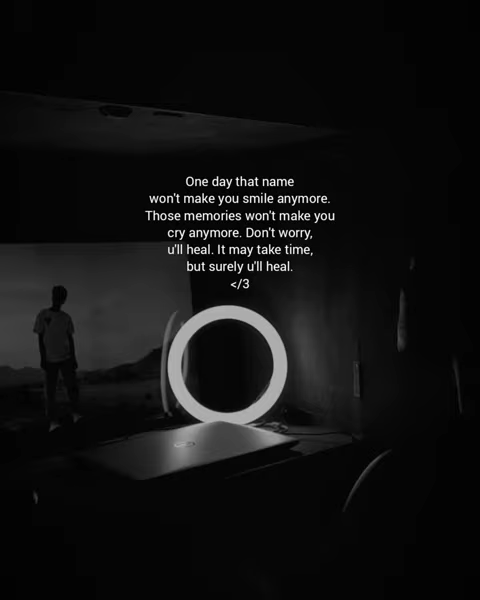 One day that name
won't make you smile anymore.
Those memories won't make you
cry anymore. Don't worry,
u'll heal. It may take time,
but surely u'll heal.
</3